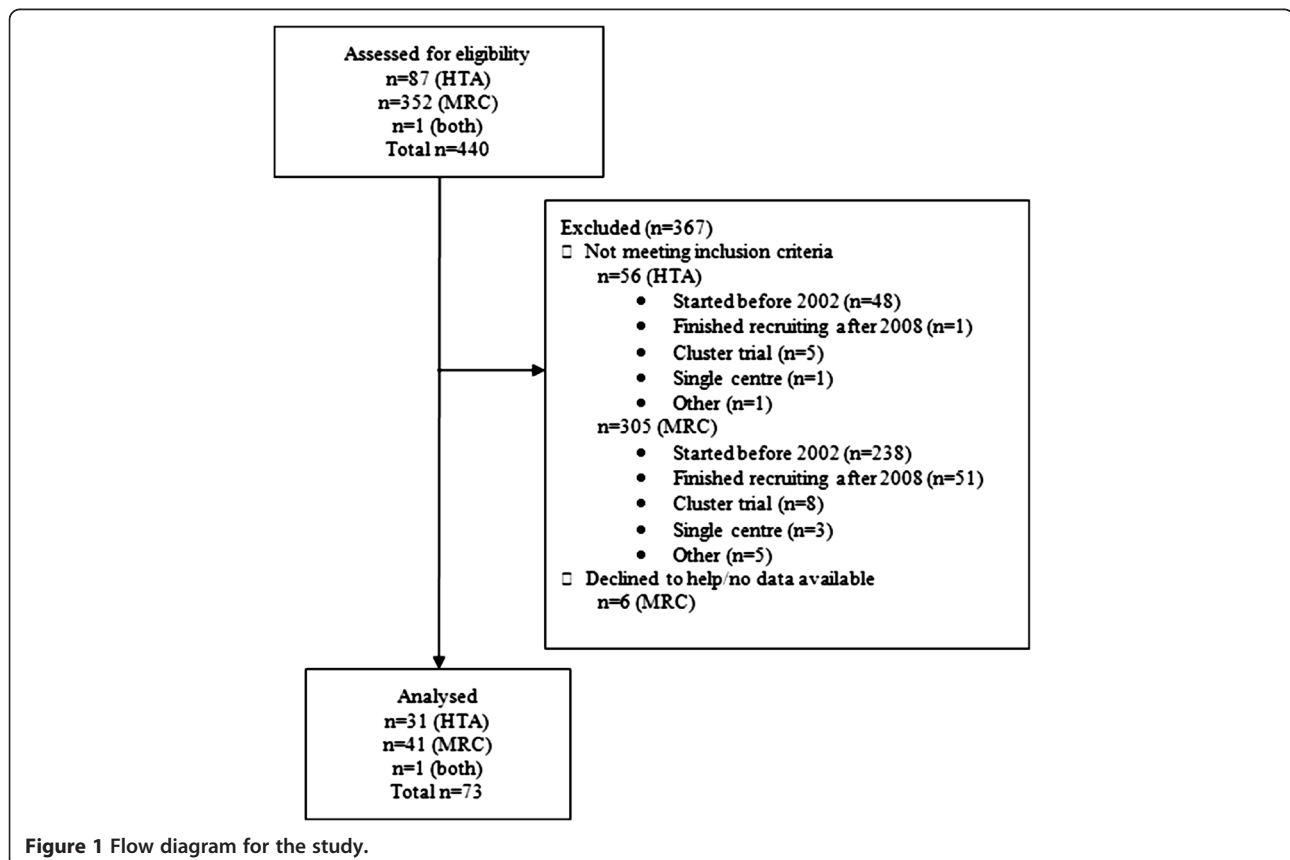 Assessed for eligibility
n=87 (HTA)
n=352 (MRC)
n=1 (both)
Total n=440
Excluded (n=367)
□ Not meeting inclusion criteria
n=56 (HTA)
• Started before 2002 (n=48)
• Finished recruiting after 2008 (n=1)
• Cluster trial (n=5)
• Single centre (n=1)
• Other (n=1)
n=305 (MRC)
• Started before 2002 (n=238)
• Finished recruiting after 2008 (n=51)
• Cluster trial (n=8)
• Single centre (n=3)
• Other (n=5)
□ Declined to help/no data available
n=6 (MRC)
Analysed
n=31 (HTA)
n=41 (MRC)
n=1 (both)
Total n=73
Figure 1 Flow diagram for the study.